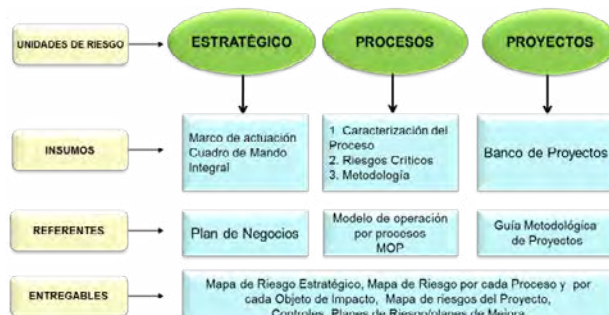 UNIDADES DE RIESGO
ESTRATÉGICO
PROCESOS
PROYECTOS
INSUMOS
Marco de actuación
Cuadro de Mando
Integral
1 Caracterización del
Proceso
2. Riesgos Críticos
3. Metodología
Banco de Proyectos
REFERENTES
Plan de Negocios
Modelo de operación
por procesos
MOP
Guía Metodológica
de Proyectos
ENTREGABLES
Mapa de Riesgo Estratégico, Mapa de Riesgo por cada Proceso y por
cada Objeto de Impacto, Mapa de riesgos del Proyecto,
Controles, Planes de Riesgo/planes de Mejora